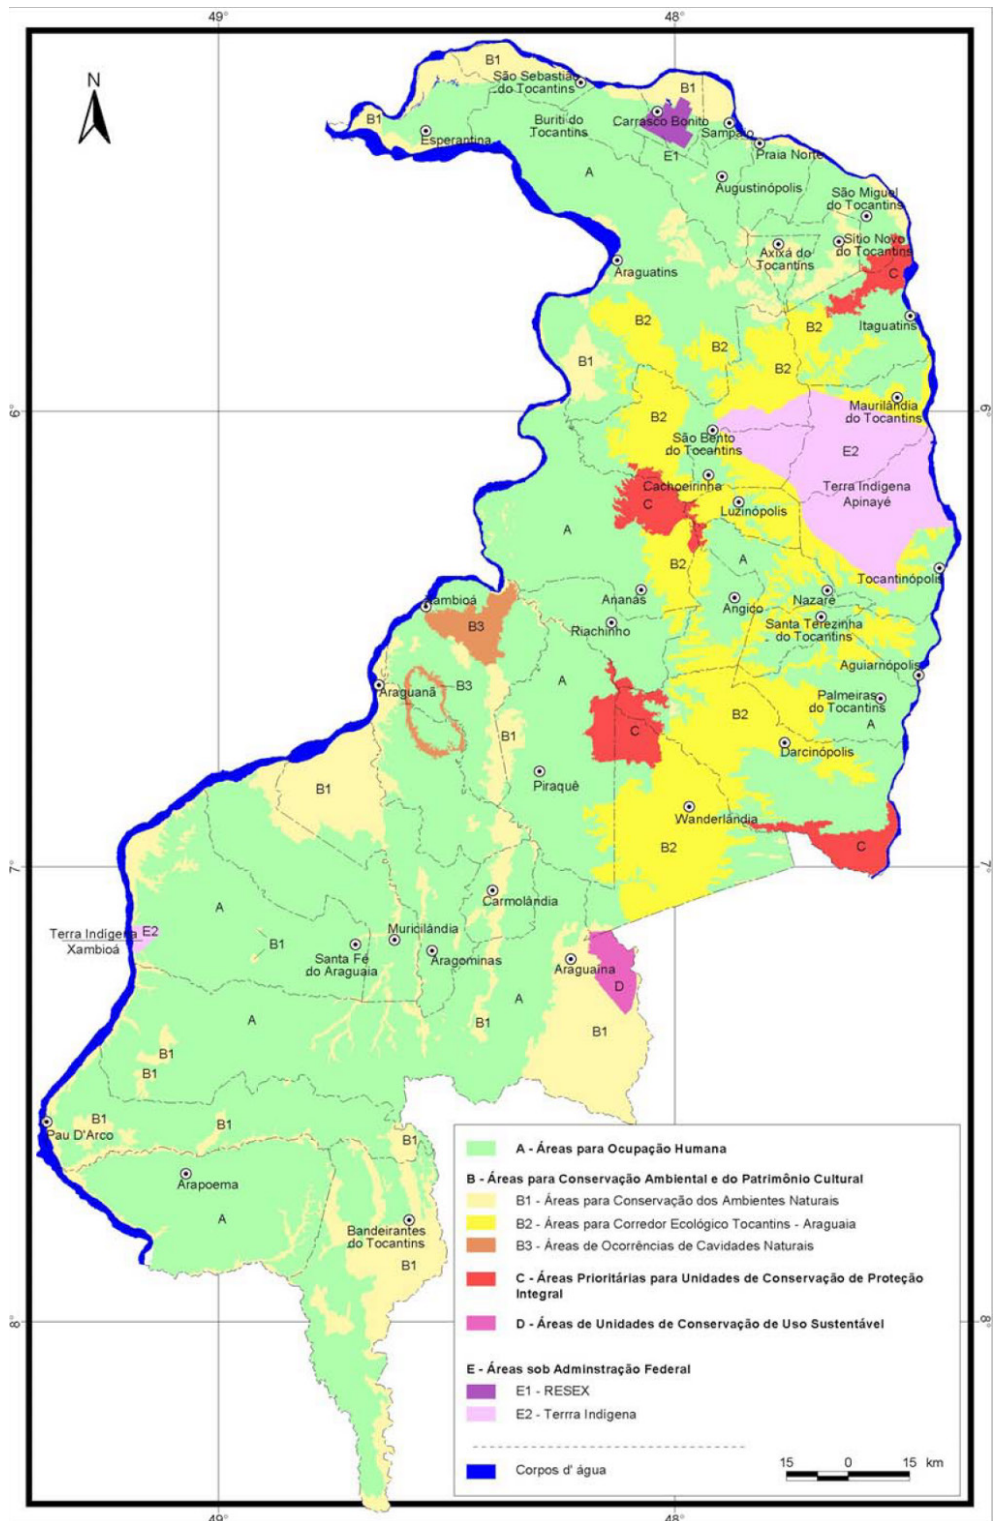 49°
48°
N
B1
São Sebastião
do Tocantins
B1
B1
Esperantina
Buriti do
Tocantins
Carrasco Bonito
Sampaio
Praia Norte
E1
A
Augustinópolis
São Miguel
do Tocantins
Sítio Novo
do Tocantins
Axixá do
Tocantins
C
Araguatins
Itaguatins
B2
B2
B2
B1
B2
6°
6°
Maurilândia
do Tocantins
B2
São Bento
do Tocantins
E2
Cachoeirinha
C
Luzinópolis
Terra Indígena
Apinayé
A
A
B2
Tocantinópolis
Xambioá
Ananás
Angico
Nazaré
B3
Riachinho
Santa Terezinha
do Tocantins
Aguiarnópolis
Araguanã
B3
A
Palmeiras
do Tocantins
B2
A
B1
C
Darcinópolis
Piraquê
B1
Wanderlândia
B2
C
7°
7°
Carmolândia
A
Terra Indígena
Xambioá
E2
B1
Muricilândia
Santa Fé
do Araguaia
Aragominas
Araguaína
D
A
A
B1
B1
B1
B1
B1
B1
B1
Pau D'Arco
Arapoema
A
Bandeirantes
do Tocantins
B1
8°
8°
A - Áreas para Ocupação Humana
B - Áreas para Conservação Ambiental e do Patrimônio Cultural
B1 - Áreas para Conservação dos Ambientes Naturais
B2 - Áreas para Corredor Ecológico Tocantins - Araguaia
B3 - Áreas de Ocorrências de Cavidades Naturais
C - Áreas Prioritárias para Unidades de Conservação de Proteção
Integral
D - Áreas de Unidades de Conservação de Uso Sustentável
E - Áreas sob Adminstração Federal
E1 - RESEX
E2 - Terrra Indígena
Corpos d' água
15 0 15 km
49°
48°